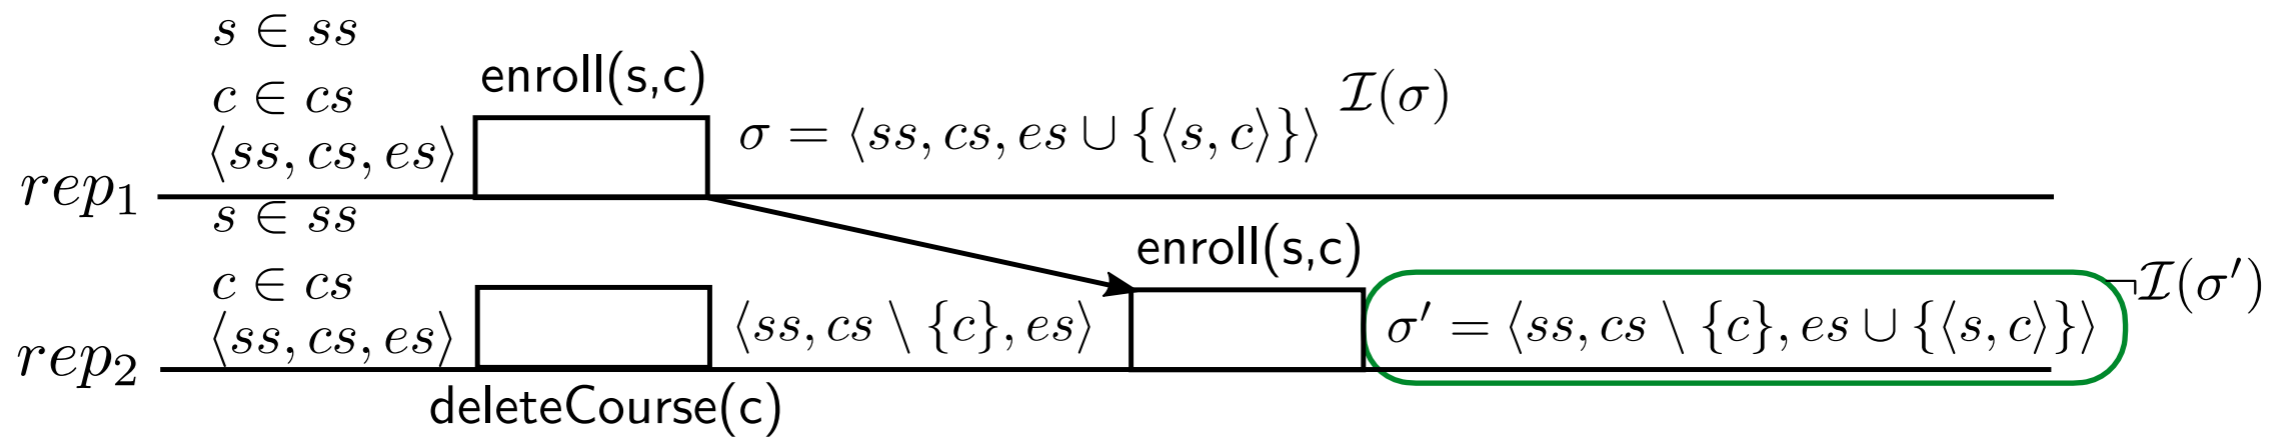 s ∈ ss
c ∈ cs
enroll(s,c)
⟨ss, cs, es⟩
σ = ⟨ss, cs, es ∪ {⟨s, c⟩}⟩
I(σ)
rep₁
s ∈ ss
c ∈ cs
enroll(s,c)
⟨ss, cs, es⟩
⟨ss, cs \ {c}, es⟩
σ′ = ⟨ss, cs \ {c}, es ∪ {⟨s, c⟩}⟩
¬I(σ′)
rep₂
deleteCourse(c)